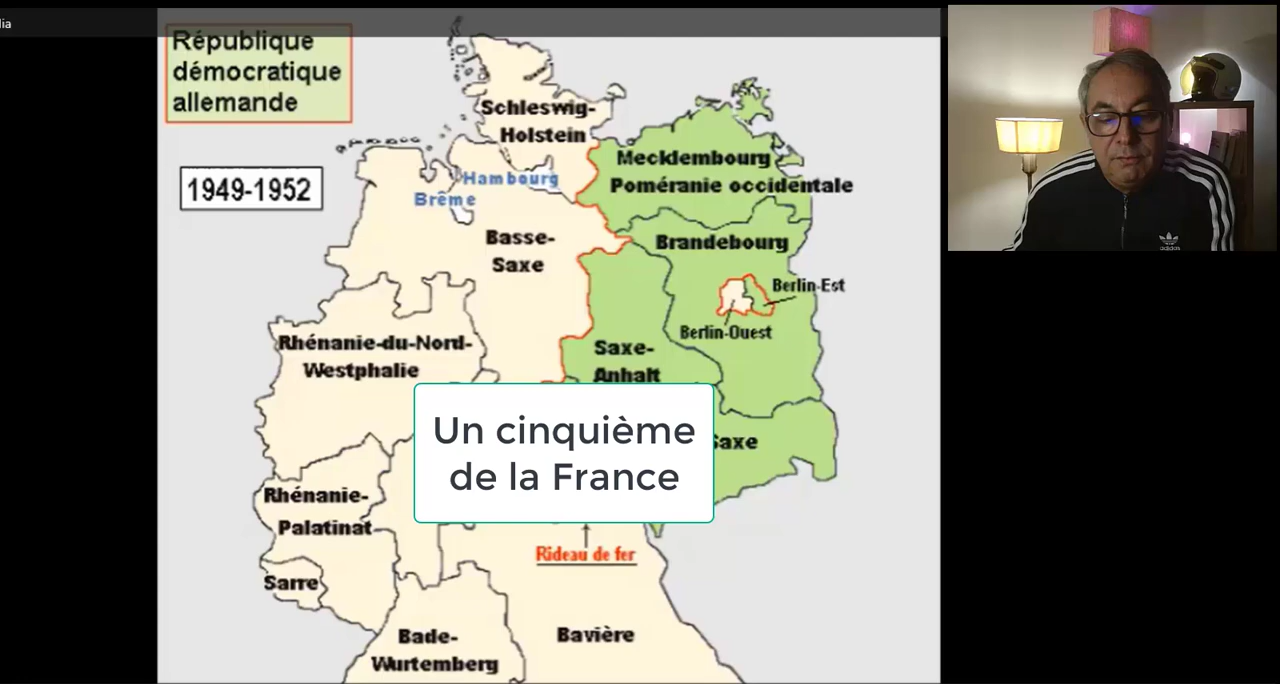 lia
République
démocratique
allemande
1949-1952
Schleswig-
Holstein
Hambourg
Brême
Mecklembourg
Poméranie occidentale
Basse-
Saxe
Brandebourg
Berlin-Est
Berlin-Ouest
Rhénanie-du-Nord-
Westphalie
Saxe-
Anhalt
Saxe
Un cinquième
de la France
Rhénanie-
Palatinat
Rideau de fer
Sarre
Bade-
Wurtemberg
Bavière
adidas